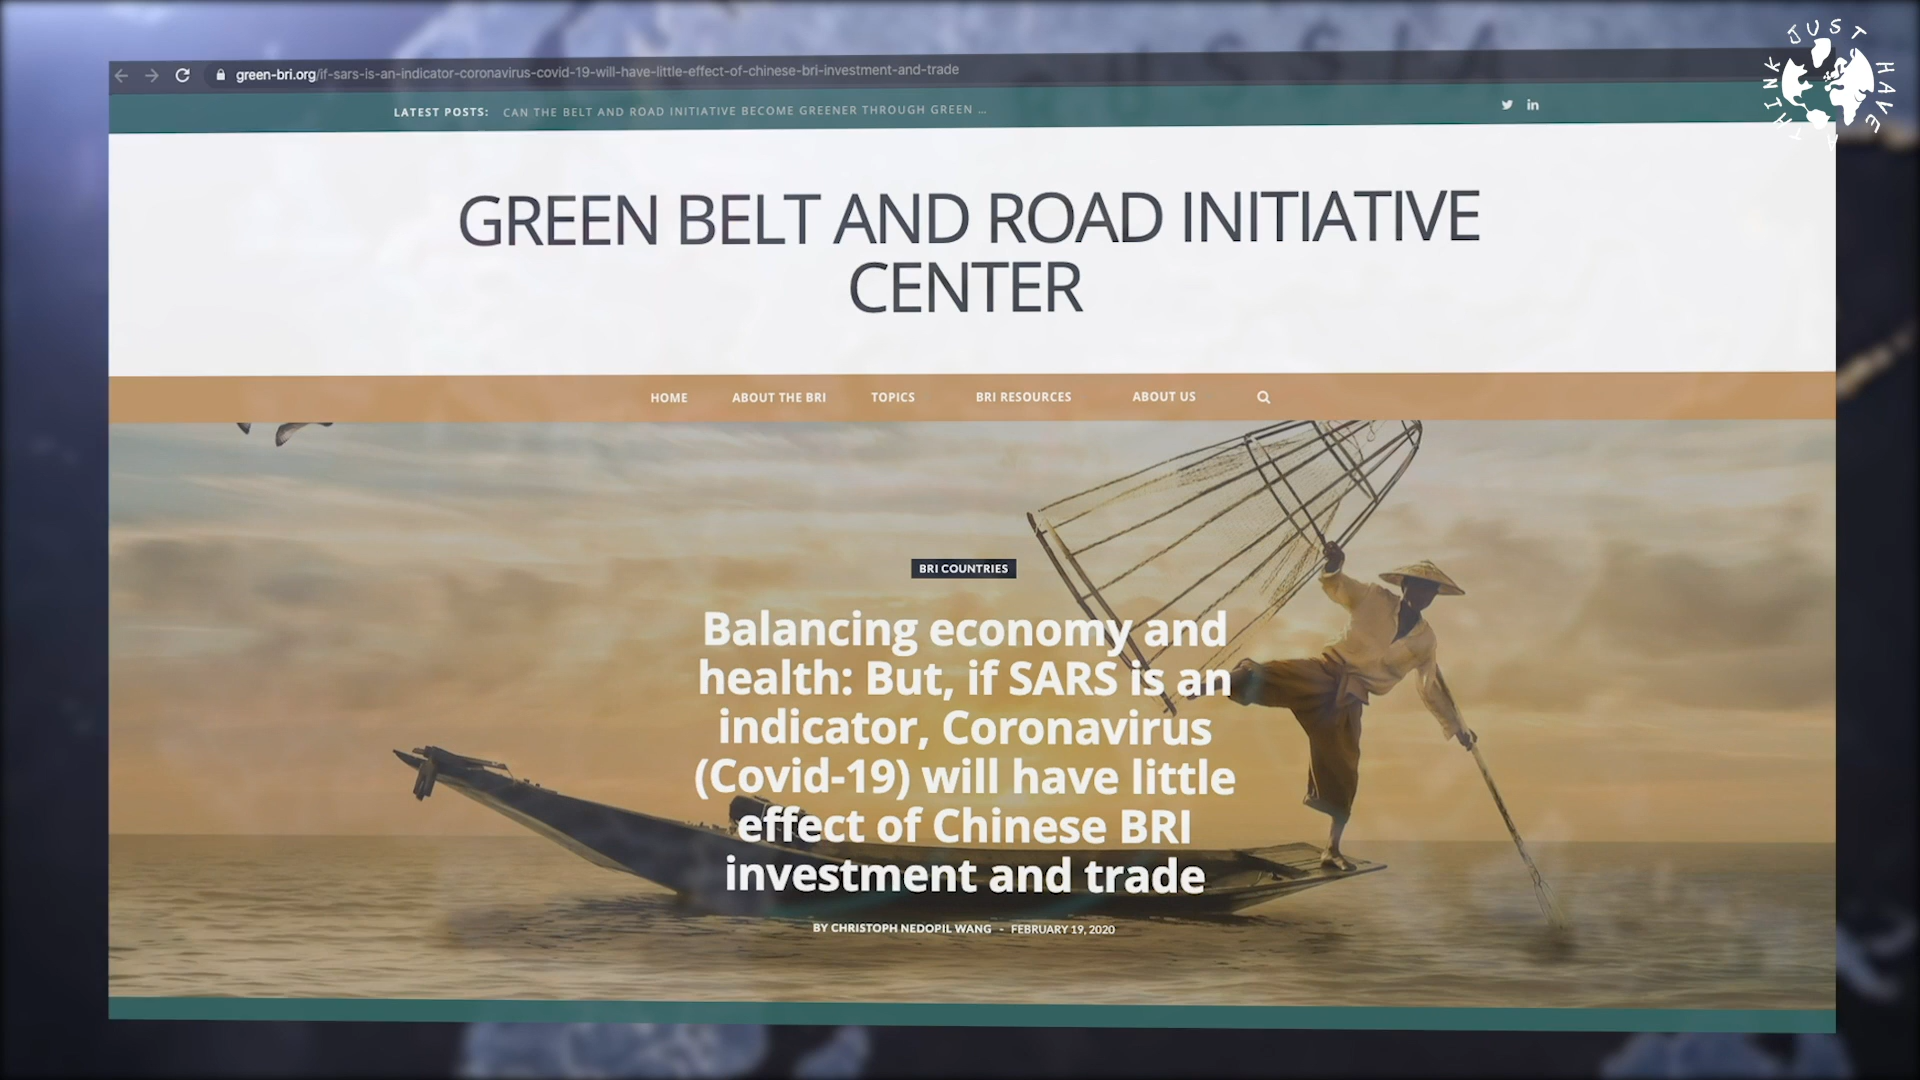 JUST HAVE A THINK
green-bri.org/if-sars-is-an-indicator-coronavirus-covid-19-will-have-little-effect-of-chinese-bri-investment-and-trade
LATEST POSTS: CAN THE BELT AND ROAD INITIATIVE BECOME GREENER THROUGH GREEN ...
GREEN BELT AND ROAD INITIATIVE
CENTER
HOME ABOUT THE BRI TOPICS BRI RESOURCES ABOUT US
BRI COUNTRIES
Balancing economy and
health: But, if SARS is an
indicator, Coronavirus
(Covid-19) will have little
effect of Chinese BRI
investment and trade
BY CHRISTOPH NEDOPIL WANG - FEBRUARY 19, 2020